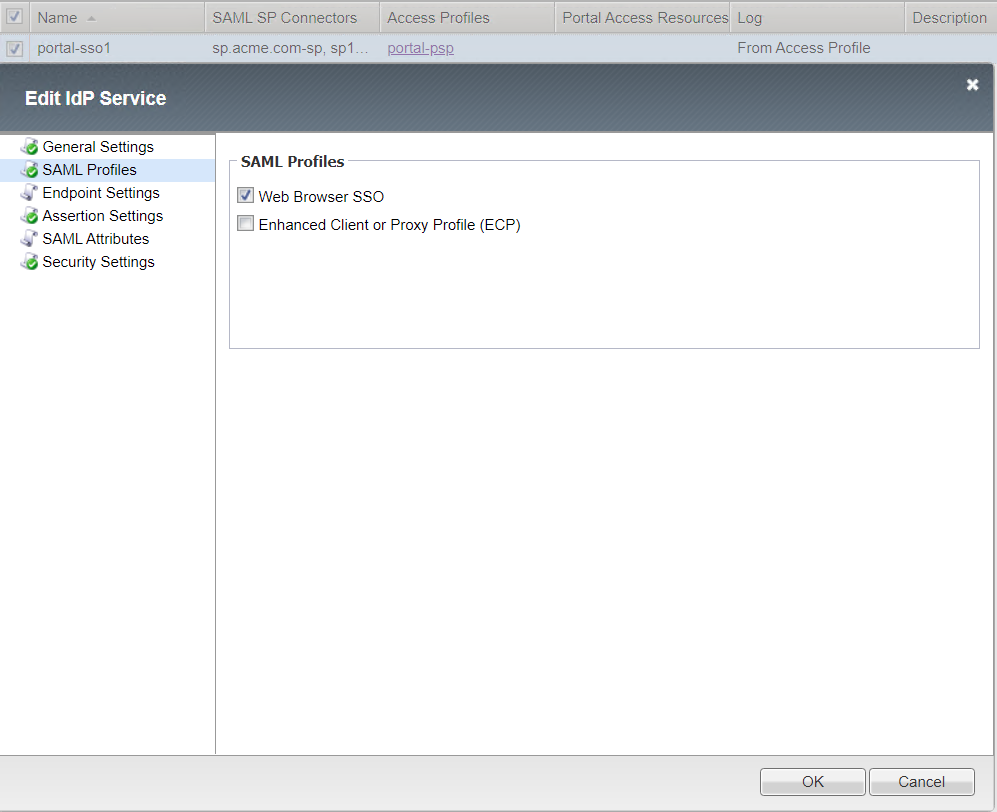 Name SAML SP Connectors Access Profiles Portal Access Resources Log Description
portal-sso1 sp.acme.com-sp, sp1... portal-psp From Access Profile
Edit IdP Service
General Settings
SAML Profiles
Endpoint Settings
Assertion Settings
SAML Attributes
Security Settings
SAML Profiles
Web Browser SSO
Enhanced Client or Proxy Profile (ECP)
OK Cancel